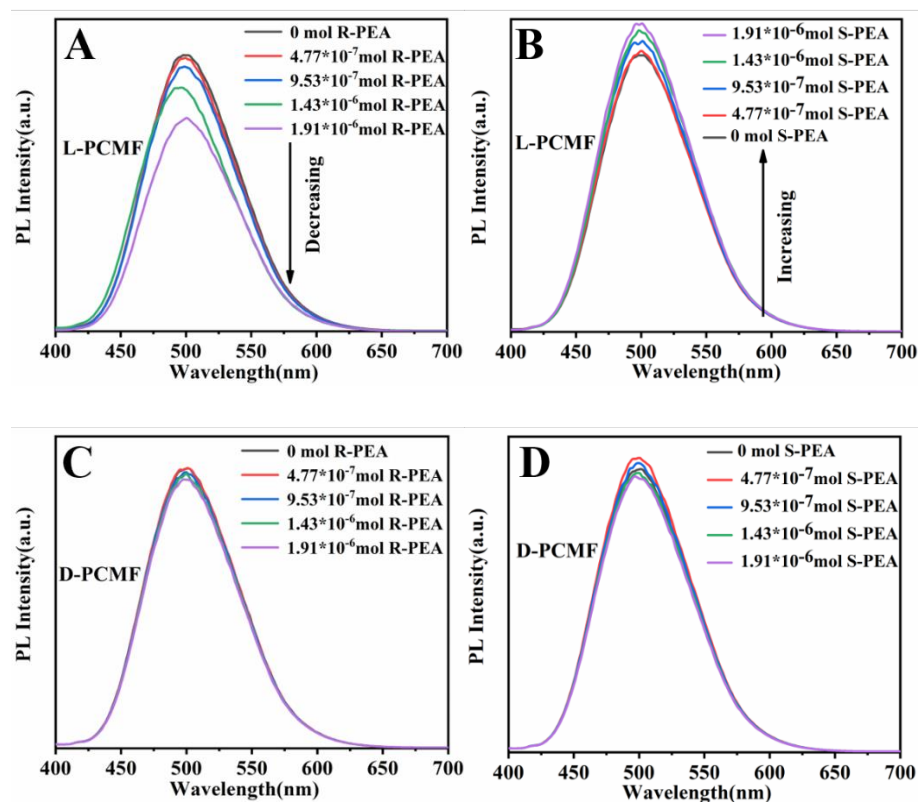 A
0 mol R-PEA
4.77*10⁻⁷mol R-PEA
9.53*10⁻⁷mol R-PEA
1.43*10⁻⁶mol R-PEA
1.91*10⁻⁶mol R-PEA
L-PCMF
Decreasing
PL Intensity(a.u.)
400 450 500 550 600 650 700
Wavelength(nm)
B
1.91*10⁻⁶mol S-PEA
1.43*10⁻⁶mol S-PEA
9.53*10⁻⁷mol S-PEA
4.77*10⁻⁷mol S-PEA
0 mol S-PEA
L-PCMF
Increasing
PL Intensity(a.u.)
400 450 500 550 600 650 700
Wavelength(nm)
C
0 mol R-PEA
4.77*10⁻⁷mol R-PEA
9.53*10⁻⁷mol R-PEA
1.43*10⁻⁶mol R-PEA
1.91*10⁻⁶mol R-PEA
D-PCMF
PL Intensity(a.u.)
400 450 500 550 600 650 700
Wavelength(nm)
D
0 mol S-PEA
4.77*10⁻⁷mol S-PEA
9.53*10⁻⁷mol S-PEA
1.43*10⁻⁶mol S-PEA
1.91*10⁻⁶mol S-PEA
D-PCMF
PL Intensity(a.u.)
400 450 500 550 600 650 700
Wavelength(nm)